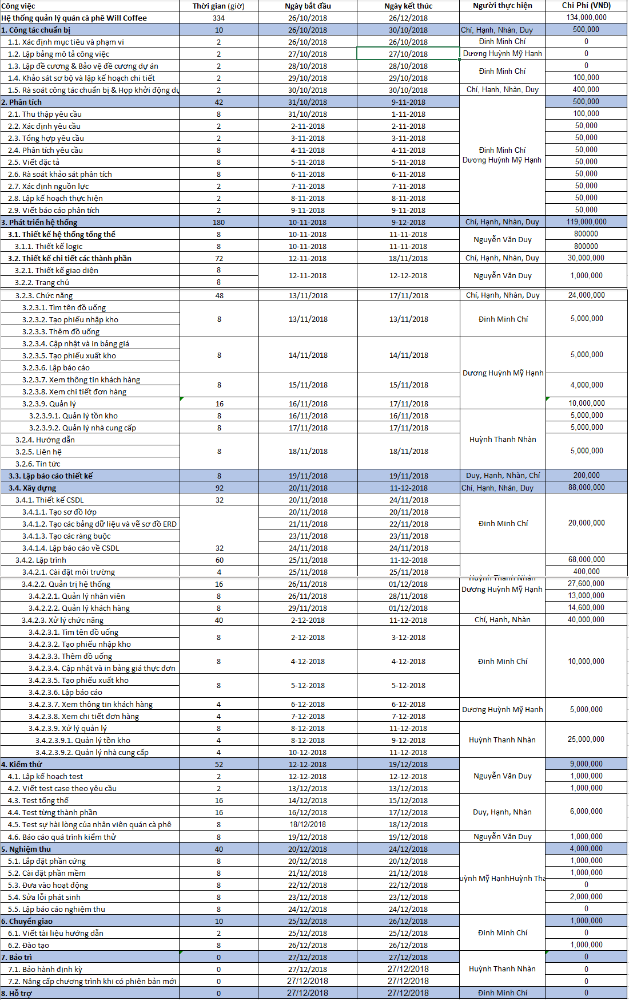 Công việc Thời gian (giờ) Ngày bắt đầu Ngày kết thúc Người thực hiện Chi Phí (VNĐ)
Hệ thống quản lý quán cà phê Will Coffee 334 26/10/2018 26/12/2018 134,000,000
1. Công tác chuẩn bị 10 26/10/2018 30/10/2018 Chí, Hạnh, Nhàn, Duy 500,000
1.1. Xác định mục tiêu và phạm vi 2 26/10/2018 26/10/2018 Đinh Minh Chí 0
1.2. Lập bảng mô tả công việc 2 27/10/2018 27/10/2018 Dương Huỳnh Mỹ Hạnh 0
1.3. Lập đề cương & Bảo vệ đề cương dự án 2 28/10/2018 28/10/2018 0
Đinh Minh Chí
1.4. Khảo sát sơ bộ và lập kế hoạch chi tiết 2 29/10/2018 29/10/2018 100,000
1.5. Rà soát công tác chuẩn bị & Họp khởi động dụ 2 30/10/2018 30/10/2018 Chí, Hạnh, Nhàn, Duy 400,000
2. Phân tích 42 31/10/2018 9-11-2018 500,000
2.1. Thu thập yêu cầu 8 31/10/2018 1-11-2018 100,000
2.2. Xác định yêu cầu 2 2-11-2018 2-11-2018 50,000
2.3. Tổng hợp yêu cầu 2 3-11-2018 3-11-2018 50,000
2.4. Phân tích yêu cầu 8 4-11-2018 4-11-2018 Đinh Minh Chí 50,000
2.5. Viết đặc tả 8 5-11-2018 5-11-2018 Dương Huỳnh Mỹ Hạnh 50,000
2.6. Rà soát khảo sát phân tích 8 6-11-2018 6-11-2018 50,000
2.7. Xác định nguồn lực 2 7-11-2018 7-11-2018 50,000
2.8. Lập kế hoạch thực hiện 2 8-11-2018 8-11-2018 50,000
2.9. Viết báo cáo phân tích 2 9-11-2018 9-11-2018 50,000
3. Phát triển hệ thống 180 10-11-2018 9-12-2018 Chí, Hạnh, Nhàn, Duy 119,000,000
3.1. Thiết kế hệ thống tổng thể 8 10-11-2018 11-11-2018 800000
Nguyễn Văn Duy
3.1.1. Thiết kế logic 8 10-11-2018 11-11-2018 800000
3.2. Thiết kế chi tiết các thành phần 72 12-11-2018 18/11/2018 Chí, Hạnh, Nhàn, Duy 30,000,000
3.2.1. Thiết kế giao diện 8
12-11-2018 12-12-2018 Nguyễn Văn Duy 1,000,000
3.2.2. Trang chủ 8
3.2.3. Chức năng 48 13/11/2018 17/11/2018 Chí, Hạnh, Nhàn, Duy 24,000,000
3.2.3.1. Tìm tên đồ uống
3.2.3.2. Tạo phiếu nhập kho 8 13/11/2018 13/11/2018 Đinh Minh Chí 5,000,000
3.2.3.3. Thêm đồ uống
3.2.3.4. Cập nhật và in bảng giá
3.2.3.5. Tạo phiếu xuất kho 8 14/11/2018 14/11/2018 5,000,000
3.2.3.6. Lập báo cáo
Dương Huỳnh Mỹ Hạnh
3.2.3.7. Xem thông tin khách hàng
8 15/11/2018 15/11/2018 4,000,000
3.2.3.8. Xem chi tiết đơn hàng
3.2.3.9. Quản lý 16 16/11/2018 17/11/2018 10,000,000
3.2.3.9.1. Quản lý tồn kho 8 16/11/2018 16/11/2018 5,000,000
3.2.3.9.2. Quản lý nhà cung cấp 8 17/11/2018 17/11/2018 5,000,000
3.2.4. Hướng dẫn Huỳnh Thanh Nhàn
3.2.5. Liên hệ 8 18/11/2018 18/11/2018 5,000,000
3.2.6. Tin tức
3.3. Lập báo cáo thiết kế 8 19/11/2018 19/11/2018 Duy, Hạnh, Nhàn, Chí 200,000
3.4. Xây dựng 92 20/11/2018 11-12-2018 Chí, Hạnh, Nhàn, Duy 88,000,000
3.4.1. Thiết kế CSDL 32 20/11/2018 24/11/2018
3.4.1.1. Tạo sơ đồ lớp 20/11/2018 20/11/2018
3.4.1.2. Tạo các bảng dữ liệu và vẽ sơ đồ ERD 21/11/2018 22/11/2018 Đinh Minh Chí 20,000,000
3.4.1.3. Tạo các ràng buộc 23/11/2018 23/11/2018
3.4.1.4. Lập báo cáo về CSDL 32 24/11/2018 24/11/2018
3.4.2. Lập trình 60 25/11/2018 11-12-2018 68,000,000
3.4.2.1. Cài đặt môi trường 4 25/11/2018 25/11/2018 400,000
Huỳnh Thanh Nhàn
3.4.2.2. Quản trị hệ thống 16 26/11/2018 01/12/2018 27,600,000
Dương Huỳnh Mỹ Hạnh
3.4.2.2.1. Quản lý nhân viên 8 26/11/2018 28/11/2018 13,000,000
3.4.2.2.2. Quản lý khách hàng 8 29/11/2018 01/12/2018 14,600,000
3.4.2.3. Xử lý chức năng 40 2-12-2018 11-12-2018 Chí, Hạnh, Nhàn 40,000,000
3.4.2.3.1. Tìm tên đồ uống
8 2-12-2018 3-12-2018
3.4.2.3.2. Tạo phiếu nhập kho
3.4.2.3.3. Thêm đồ uống
8 4-12-2018 4-12-2018 Đinh Minh Chí 10,000,000
3.4.2.3.4. Cập nhật và in bảng giá thực đơn
3.4.2.3.5. Tạo phiếu xuất kho
8 5-12-2018 5-12-2018
3.4.2.3.6. Lập báo cáo
3.4.2.3.7. Xem thông tin khách hàng 4 6-12-2018 6-12-2018
Dương Huỳnh Mỹ Hạnh 5,000,000
3.4.2.3.8. Xem chi tiết đơn hàng 4 7-12-2018 7-12-2018
3.4.2.3.9. Xử lý quản lý 8 8-12-2018 11-12-2018
3.4.2.3.9.1. Quản lý tồn kho 4 8-12-2018 9-12-2018 Huỳnh Thanh Nhàn 25,000,000
3.4.2.3.9.2. Quản lý nhà cung cấp 4 10-12-2018 11-12-2018
4. Kiểm thử 52 12-12-2018 19/12/2018 9,000,000
4.1. Lập kế hoạch test 2 12-12-2018 12-12-2018 Nguyễn Văn Duy 1,000,000
4.2. Viết test case theo yêu cầu 2 13/12/2018 13/12/2018 1,000,000
4.3. Test tổng thể 16 14/12/2018 15/12/2018
4.4. Test từng thành phần 16 16/12/2018 17/12/2018 Duy, Hạnh, Nhàn 6,000,000
4.5. Test sự hài lòng của nhân viên quán cà phê 8 18/12/2018 18/12/2018
4.6. Báo cáo quá trình kiểm thử 8 19/12/2018 19/12/2018 Nguyễn Văn Duy 1,000,000
5. Nghiệm thu 40 20/12/2018 24/12/2018 4,000,000
5.1. Lắp đặt phần cứng 8 20/12/2018 20/12/2018 1,000,000
5.2. Cài đặt phần mềm 8 21/12/2018 21/12/2018 1,000,000
uỳnh Mỹ HạnhHuỳnh Tha
5.3. Đưa vào hoạt động 8 22/12/2018 22/12/2018 0
5.4. Sửa lỗi phát sinh 8 23/12/2018 23/12/2018 2,000,000
5.5. Lập báo cáo nghiệm thu 8 24/12/2018 24/12/2018 0
6. Chuyển giao 10 25/12/2018 26/12/2018 1,000,000
6.1. Viết tài liệu hướng dẫn 2 25/12/2018 25/12/2018 Đinh Minh Chí 0
6.2. Đào tạo 8 26/12/2018 26/12/2018 1,000,000
7. Bảo trì 0 27/12/2018 27/12/2018 0
7.1. Bảo hành định kỳ 0 27/12/2018 27/12/2018 Huỳnh Thanh Nhàn 0
7.2. Nâng cấp chương trình khi có phiên bản mới 0 27/12/2018 27/12/2018 0
8. Hỗ trợ 0 27/12/2018 27/12/2018 Đinh Minh Chí 0